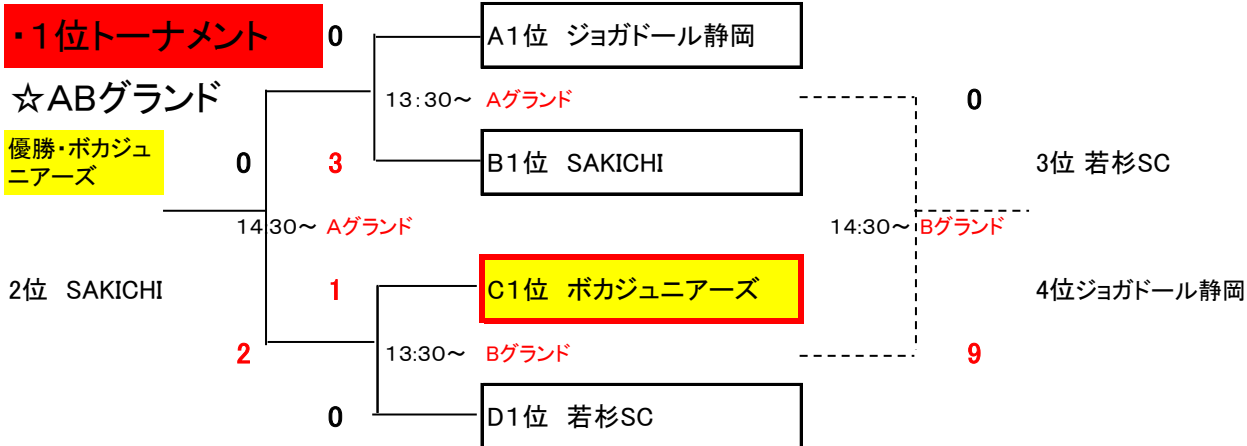 ・１位トーナメント
0
A１位　ジョガドール静岡
☆ABグランド
13：30～　Aグランド
0
優勝・ボカジュ
ニアーズ
0
3
B１位　SAKICHI
3位 若杉SC
14:30～ Aグランド
14:30～ Bグランド
2位　SAKICHI
1
C１位　ボカジュニアーズ
4位ジョガドール静岡
2
13:30～　Bグランド
9
0
D１位　若杉SC